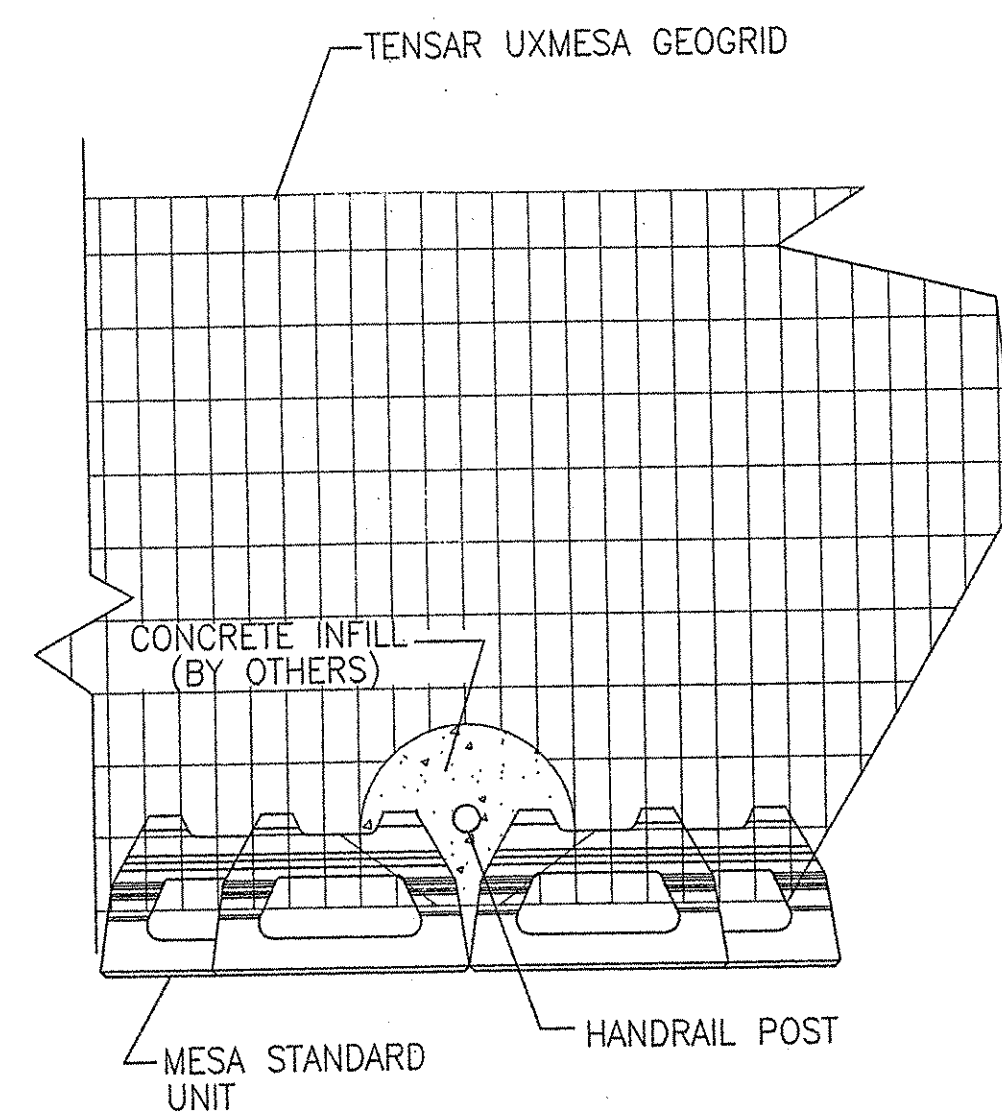 TENSAR UXMESA GEOGRID
CONCRETE INFILL
(BY OTHERS)
HANDRAIL POST
MESA STANDARD
UNIT